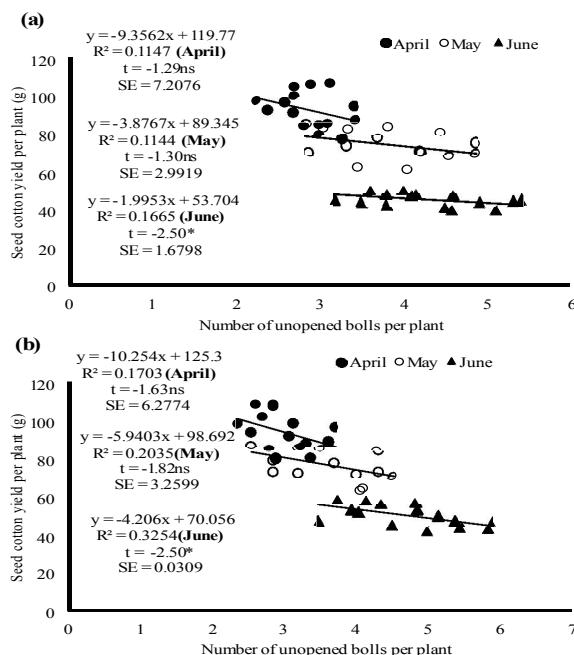 (a)
y = -9.3562x + 119.77
R² = 0.1147 (April)
t = -1.29ns
SE = 7.2076
● April ○ May ▲ June
y = -3.8767x + 89.345
R² = 0.1144 (May)
t = -1.30ns
SE = 2.9919
y = -1.9953x + 53.704
R² = 0.1665 (June)
t = -2.50*
SE = 1.6798
Seed cotton yield per plant (g)
120
100
80
60
40
20
0
0 1 2 3 4 5 6
Number of unopened bolls per plant
(b)
y = -10.254x + 125.3
R² = 0.1703 (April)
t = -1.63ns
SE = 6.2774
● April ○ May ▲ June
y = -5.9403x + 98.692
R² = 0.2035 (May)
t = -1.82ns
SE = 3.2599
y = -4.206x + 70.056
R² = 0.3254 (June)
t = -2.50*
SE = 0.0309
Seed cotton yield per plant (g)
120
100
80
60
40
20
0
0 1 2 3 4 5 6
Number of unopened bolls per plant